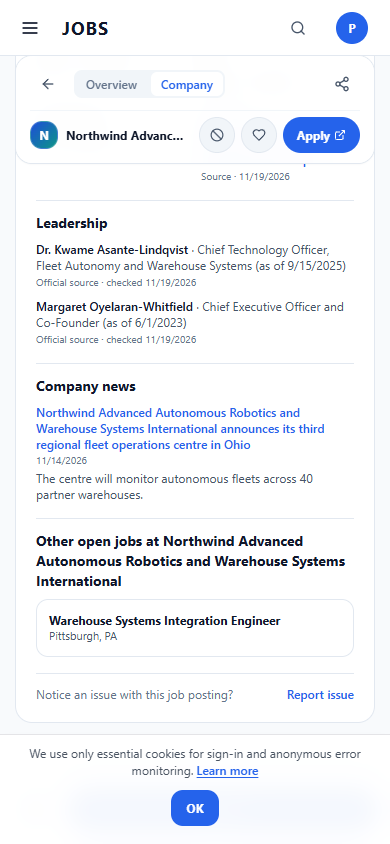 JOBS
P
Overview
Company
N
Northwind Advanc...
Apply
Source · 11/19/2026
Leadership
Dr. Kwame Asante-Lindqvist · Chief Technology Officer,
Fleet Autonomy and Warehouse Systems (as of 9/15/2025)
Official source · checked 11/19/2026
Margaret Oyelaran-Whitfield · Chief Executive Officer and
Co-Founder (as of 6/1/2023)
Official source · checked 11/19/2026
Company news
Northwind Advanced Autonomous Robotics and
Warehouse Systems International announces its third
regional fleet operations centre in Ohio
11/14/2026
The centre will monitor autonomous fleets across 40
partner warehouses.
Other open jobs at Northwind Advanced
Autonomous Robotics and Warehouse Systems
International
Warehouse Systems Integration Engineer
Pittsburgh, PA
Notice an issue with this job posting?
Report issue
We use only essential cookies for sign-in and anonymous error
monitoring. Learn more
OK